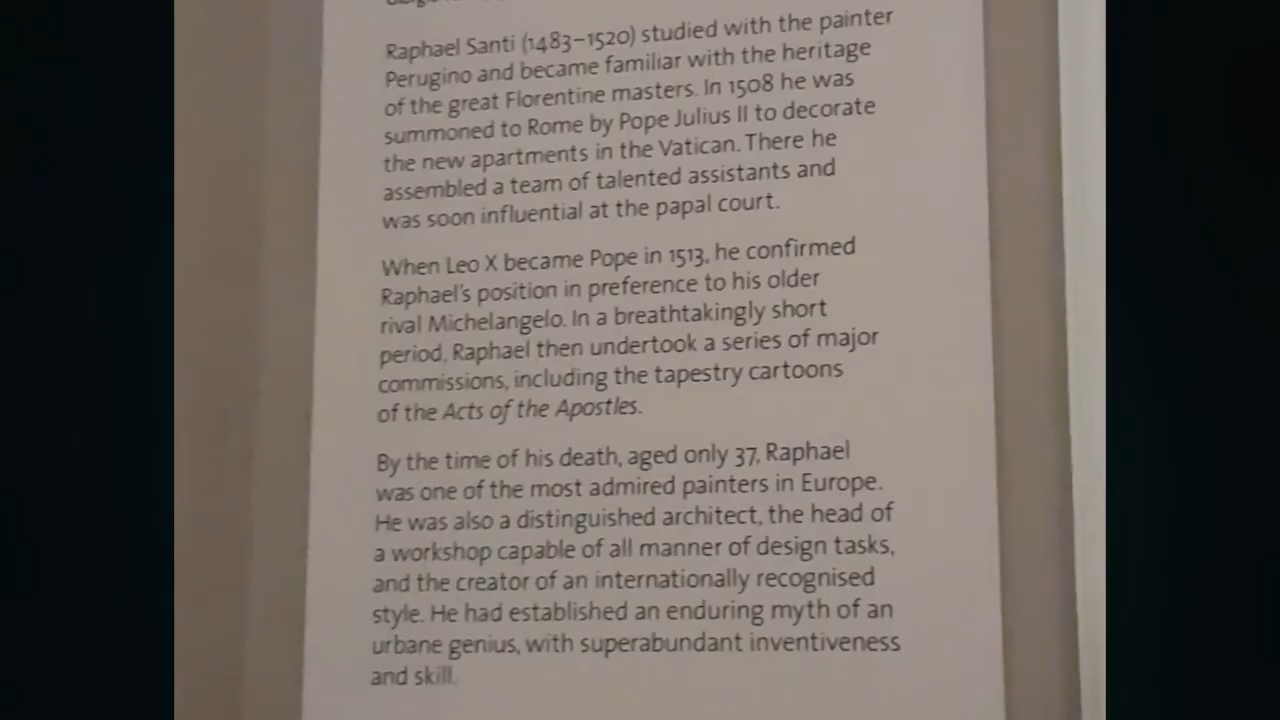 Raphael Santi (1483–1520) studied with the painter
Perugino and became familiar with the heritage
of the great Florentine masters. In 1508 he was
summoned to Rome by Pope Julius II to decorate
the new apartments in the Vatican. There he
assembled a team of talented assistants and
was soon influential at the papal court.
When Leo X became Pope in 1513, he confirmed
Raphael's position in preference to his older
rival Michelangelo. In a breathtakingly short
period, Raphael then undertook a series of major
commissions, including the tapestry cartoons
of the Acts of the Apostles.
By the time of his death, aged only 37, Raphael
was one of the most admired painters in Europe.
He was also a distinguished architect, the head of
a workshop capable of all manner of design tasks,
and the creator of an internationally recognised
style. He had established an enduring myth of an
urbane genius, with superabundant inventiveness
and skill.